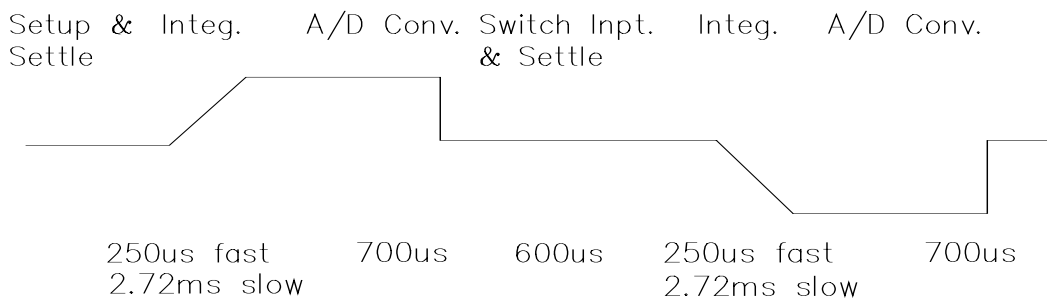 Setup & Integ. A/D Conv. Switch Inpt. Integ. A/D Conv.
Settle & Settle
250us fast 700us 600us 250us fast 700us
2.72ms slow 2.72ms slow